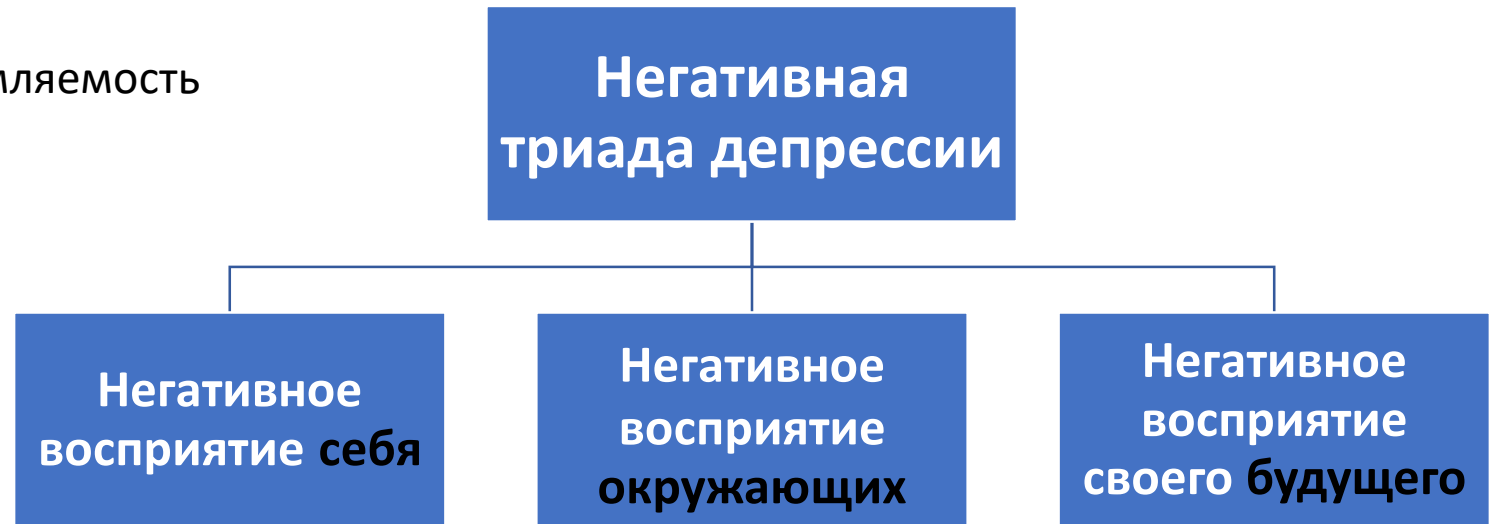 мляемость
Негативная
триада депрессии
Негативное
восприятие себя
Негативное
восприятие
окружающих
Негативное
восприятие
своего будущего